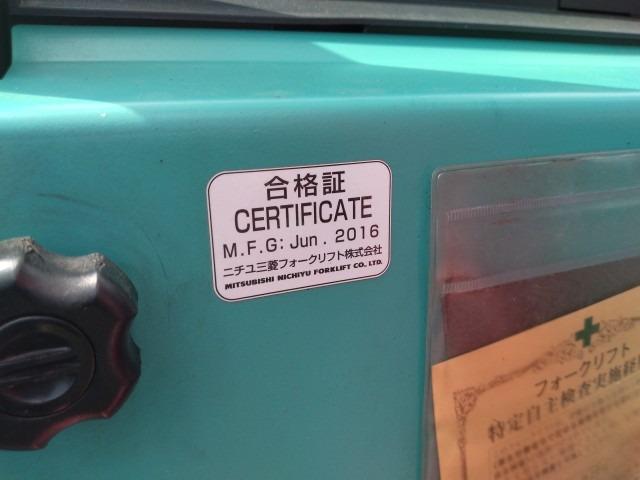 合格証
CERTIFICATE
M.F.G: Jun . 2016
ニチユ三菱フォークリフト株式会社
MITSUBISHI NICHIYU FORKLIFT CO., LTD.
フォークリフト
特定自主検査実施経